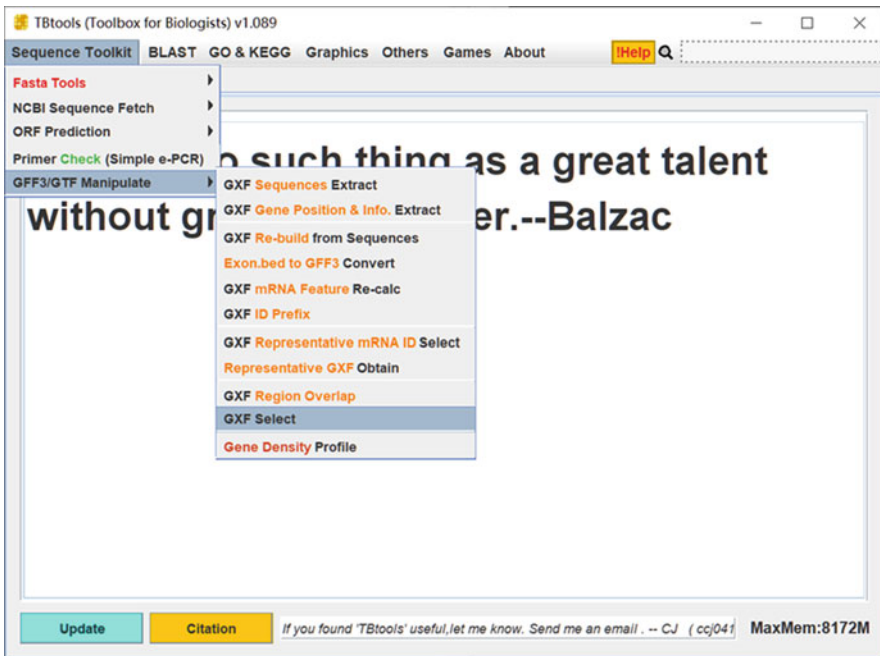 TBtools (Toolbox for Biologists) v1.089
Sequence Toolkit BLAST GO & KEGG Graphics Others Games About !Help
Fasta Tools
NCBI Sequence Fetch
ORF Prediction
Primer Check (Simple e-PCR)
GFF3/GTF Manipulate
such thing as a great talent
without er.--Balzac
GXF Sequences Extract
GXF Gene Position & Info. Extract
GXF Re-build from Sequences
Exon.bed to GFF3 Convert
GXF mRNA Feature Re-calc
GXF ID Prefix
GXF Representative mRNA ID Select
Representative GXF Obtain
GXF Region Overlap
GXF Select
Gene Density Profile
Update Citation If you found 'TBtools' useful,let me know. Send me an email . -- CJ ( ccj041 MaxMem:8172M